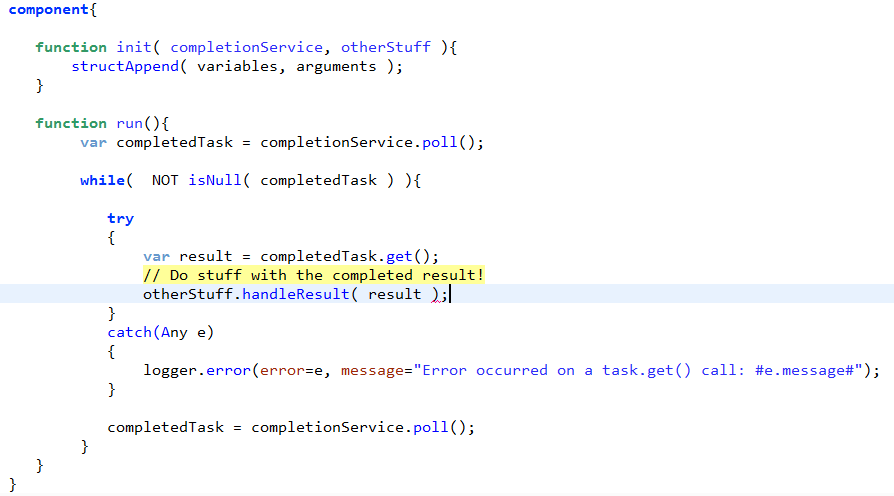 component{
function init( completionService, otherStuff ){
structAppend( variables, arguments );
}
function run(){
var completedTask = completionService.poll();
while(  NOT isNull( completedTask ) ){
try
{
var result = completedTask.get();
// Do stuff with the completed result!
otherStuff.handleResult( result );
}
catch(Any e)
{
logger.error(error=e, message="Error occurred on a task.get() call: #e.message#");
}
completedTask = completionService.poll();
}
}
}